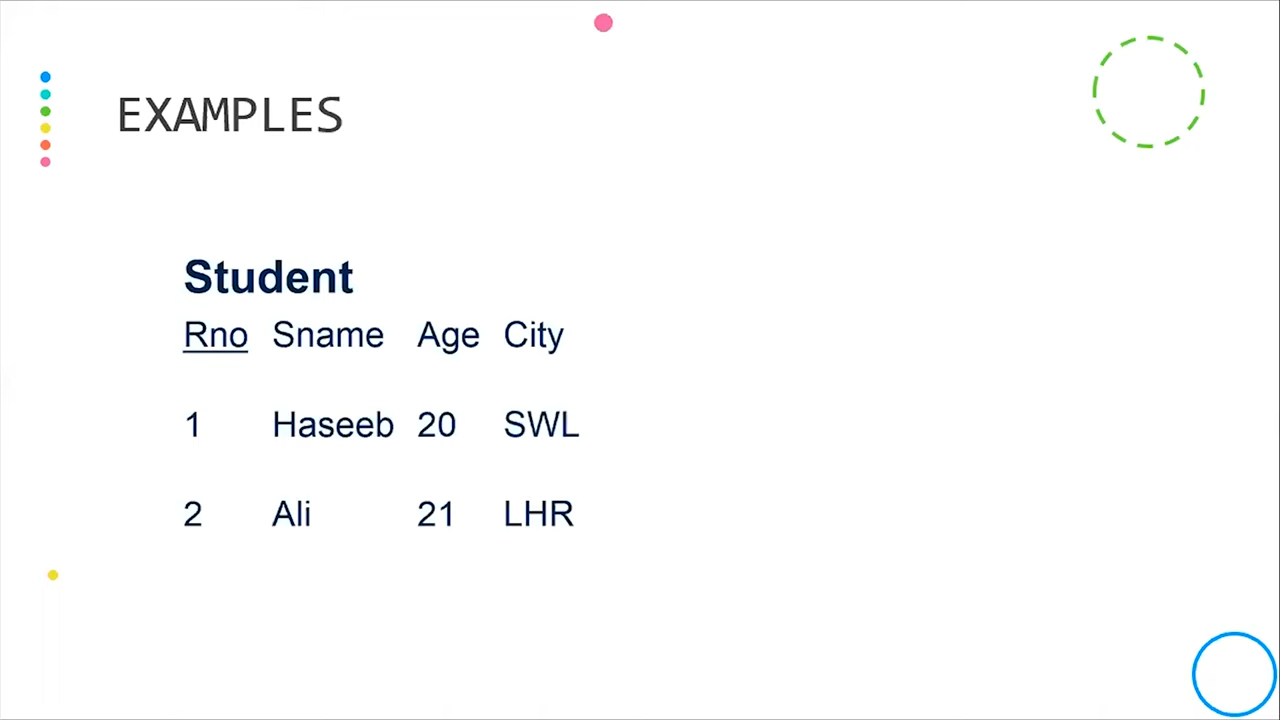 EXAMPLES
Student
Rno Sname Age City
1 Haseeb 20 SWL
2 Ali 21 LHR